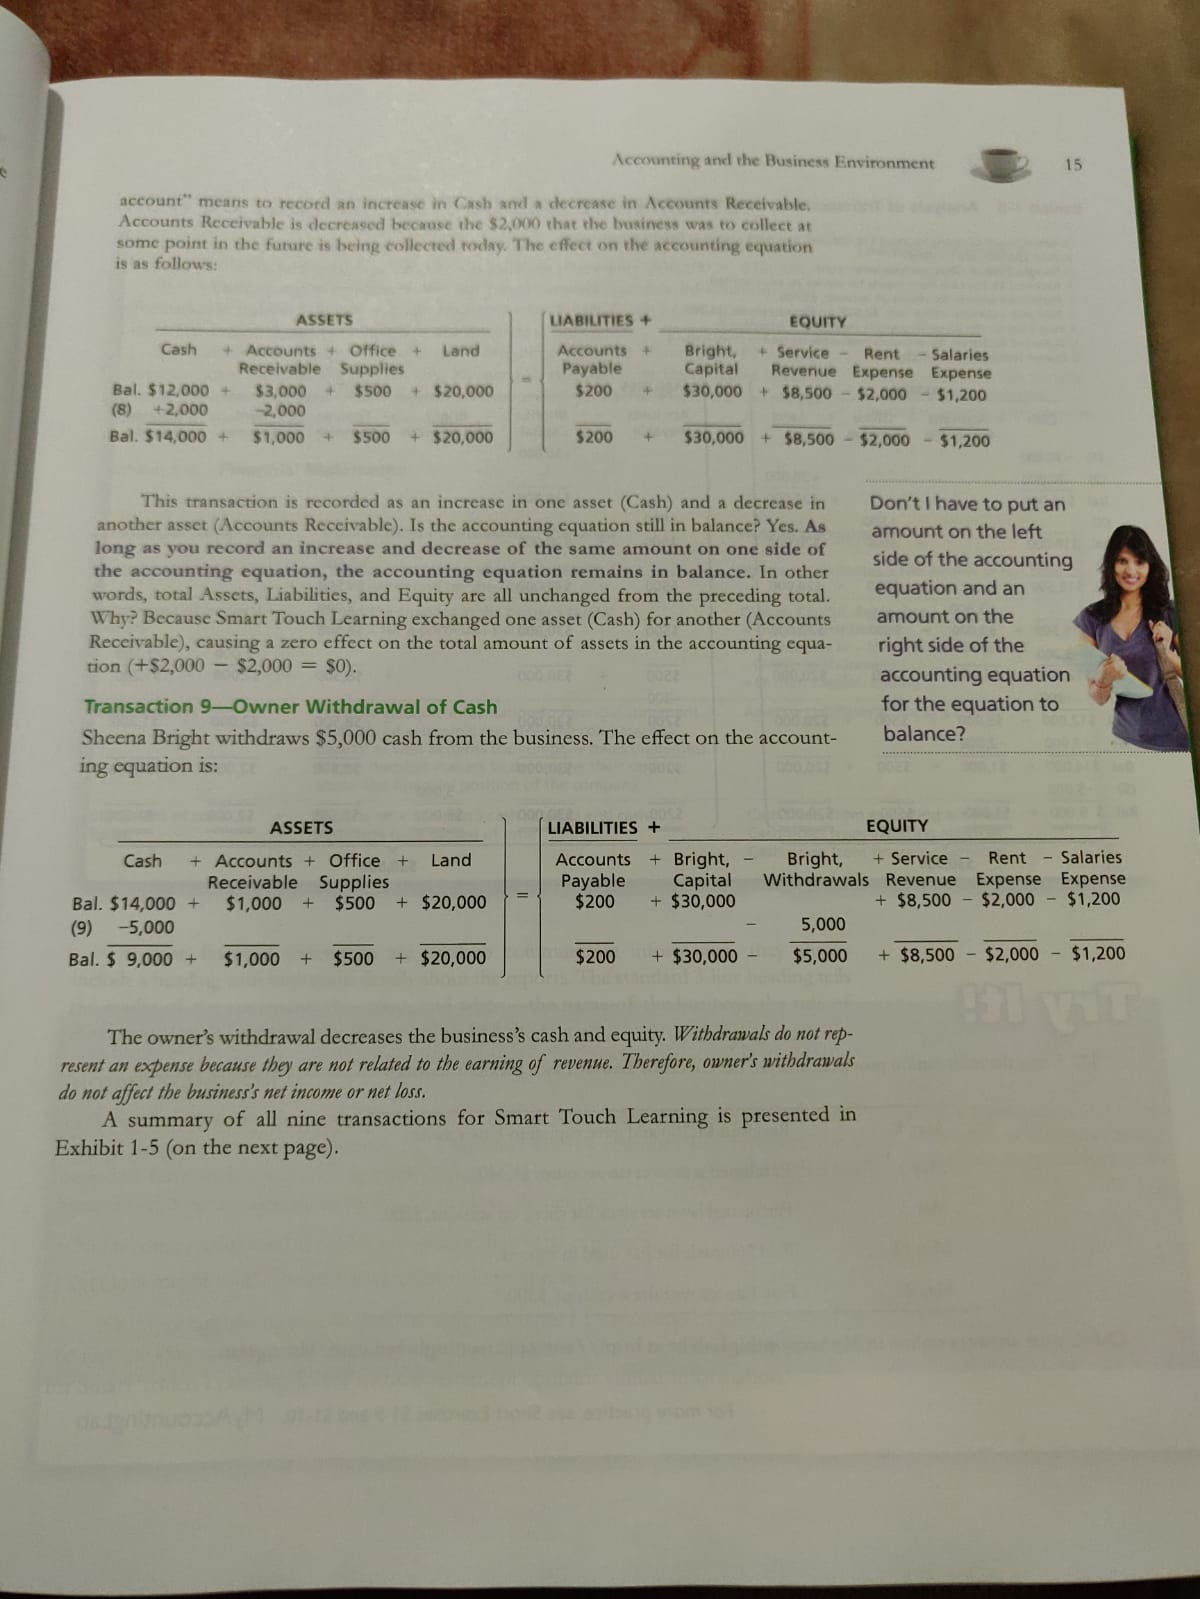 Accounting and the Business Environment 15
account" means to record an increase in Cash and a decrease in Accounts Receivable.
Accounts Receivable is decreased because the $2,000 that the business was to collect at
some point in the future is being collected today. The effect on the accounting equation
is as follows:
ASSETS LIABILITIES + EQUITY
Cash + Accounts + Office + Land Accounts + Bright, + Service – Rent – Salaries
Receivable Supplies = Payable Capital Revenue Expense Expense
Bal. $12,000 + $3,000 + $500 + $20,000 $200 + $30,000 + $8,500 – $2,000 – $1,200
(8) +2,000 –2,000
Bal. $14,000 + $1,000 + $500 + $20,000 $200 + $30,000 + $8,500 – $2,000 – $1,200
This transaction is recorded as an increase in one asset (Cash) and a decrease in
another asset (Accounts Receivable). Is the accounting equation still in balance? Yes. As
long as you record an increase and decrease of the same amount on one side of
the accounting equation, the accounting equation remains in balance. In other
words, total Assets, Liabilities, and Equity are all unchanged from the preceding total.
Why? Because Smart Touch Learning exchanged one asset (Cash) for another (Accounts
Receivable), causing a zero effect on the total amount of assets in the accounting equa-
tion (+$2,000 – $2,000 = $0).
Don't I have to put an
amount on the left
side of the accounting
equation and an
amount on the
right side of the
accounting equation
for the equation to
balance?
Transaction 9—Owner Withdrawal of Cash
Sheena Bright withdraws $5,000 cash from the business. The effect on the account-
ing equation is:
ASSETS LIABILITIES + EQUITY
Cash + Accounts + Office + Land Accounts + Bright, – Bright, + Service – Rent – Salaries
Receivable Supplies Payable Capital Withdrawals Revenue Expense Expense
Bal. $14,000 + $1,000 + $500 + $20,000 = $200 + $30,000 + $8,500 – $2,000 – $1,200
(9) –5,000 – 5,000
Bal. $ 9,000 + $1,000 + $500 + $20,000 $200 + $30,000 – $5,000 + $8,500 – $2,000 – $1,200
The owner's withdrawal decreases the business's cash and equity. Withdrawals do not rep-
resent an expense because they are not related to the earning of revenue. Therefore, owner's withdrawals
do not affect the business's net income or net loss.
A summary of all nine transactions for Smart Touch Learning is presented in
Exhibit 1-5 (on the next page).